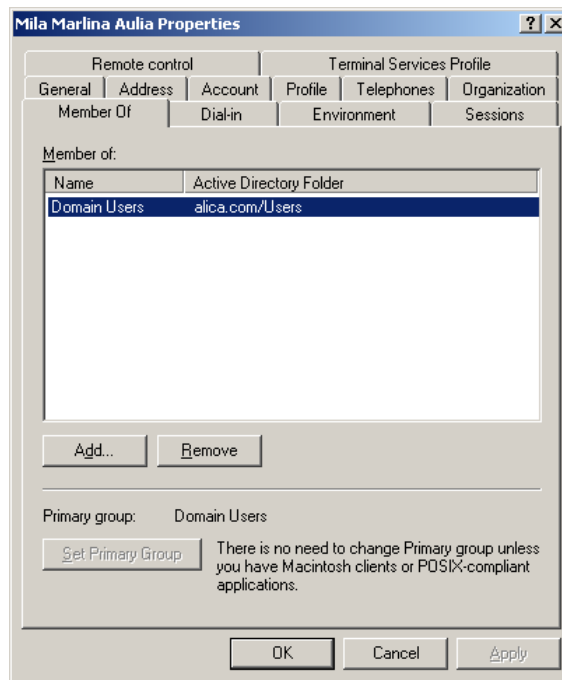 Mila Marlina Aulia Properties
Remote control Terminal Services Profile
General Address Account Profile Telephones Organization
Member Of Dial-in Environment Sessions
Member of:
Name Active Directory Folder
Domain Users alica.com/Users
Add... Remove
Primary group: Domain Users
Set Primary Group There is no need to change Primary group unless
you have Macintosh clients or POSIX-compliant
applications.
OK Cancel Apply